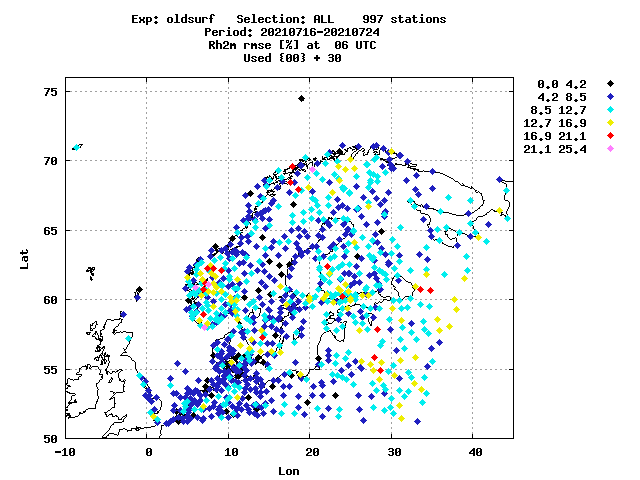 Exp: oldsurf   Selection: ALL    997 stations
Period: 20210716-20210724
Rh2m rmse [%] at  06 UTC
Used {00} + 30
0.0 4.2
4.2 8.5
8.5 12.7
12.7 16.9
16.9 21.1
21.1 25.4
75
70
65
60
55
50
Lat
-10 0 10 20 30 40
Lon